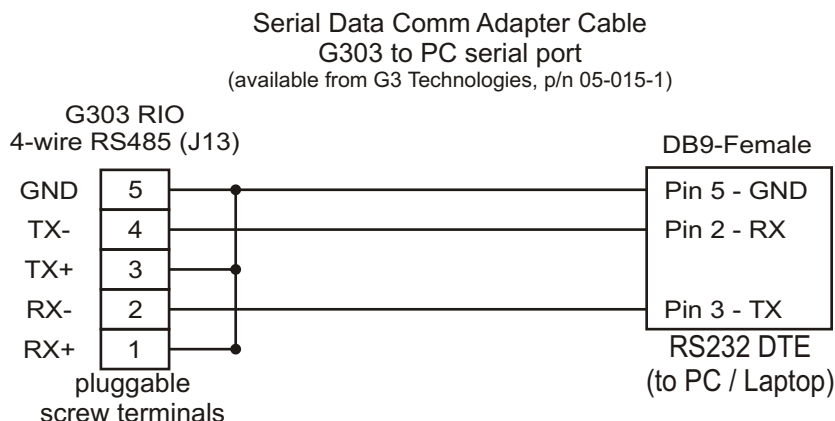 Serial Data Comm Adapter Cable
G303 to PC serial port
(available from G3 Technologies, p/n 05-015-1)
G303 RIO
4-wire RS485 (J13)
DB9-Female
GND 5 Pin 5 - GND
TX- 4 Pin 2 - RX
TX+ 3
RX- 2 Pin 3 - TX
RX+ 1
pluggable
screw terminals
RS232 DTE
(to PC / Laptop)